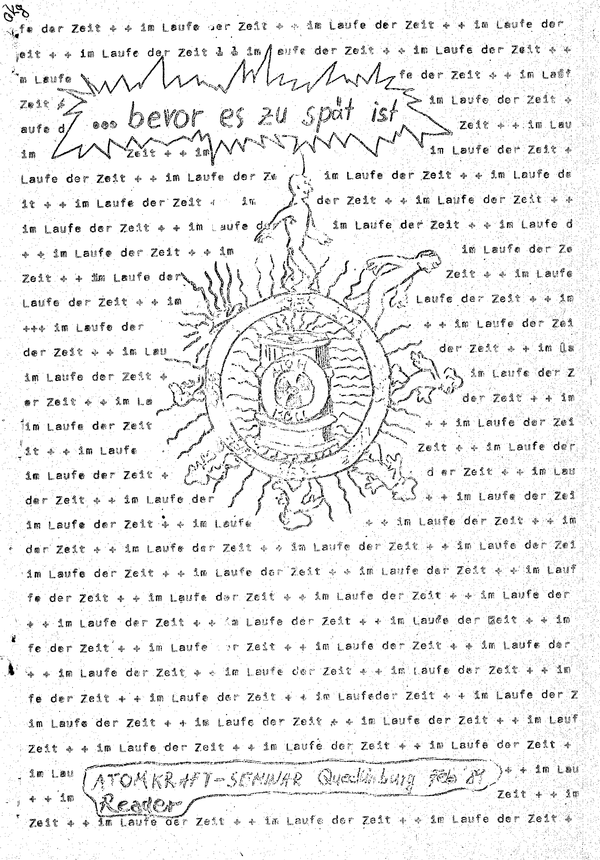 akg
fe der Zeit + + im Laufe der Zeit + + im Laufe der Zeit + + im Laufe der
eit + + im Laufe der Zeit im Laufe der Zeit + + im Laufe der Zeit + +
m Laufe fe der Zeit + + im Lauf
Zeit im Laufe der Zeit +
... bevor es zu spät ist
aufe d Zeit + + im Lau
im Zeit + + im im Laufe der Zeit +
Laufe der Zeit + + im Laufe der Ze im Laufe der Zeit + + im Laufe de
it + + im Laufe der Zeit + im der Zeit + + im Laufe der Zeit + +
im Laufe der Zeit + + im Laufe der im Laufe der Zeit + + im Laufe d
+ + im Laufe der Zeit + + im im Laufe der Ze
Zeit + + im Laufe der Zeit + + im Laufe
Laufe der Zeit + + im Laufe der Zeit + + im
+++ im Laufe der + + im Laufe der Zei
der Zeit + + im Lau der Zeit + + im
im Laufe der Zeit + im Laufe der Z
er Zeit + + im La der Zeit + + im
im Laufe der Zeit + + im Laufe der Zei
it + + im Laufe Zeit + + im Laufe der
im Laufe der Zeit + der Zeit + + im Lau
der Zeit + + im Laufe der + + im Laufe der Zei
im Laufe der Zeit + + im Laufe + + im Laufe der Zeit + + im
der Zeit + + im Laufe der Zeit + + im Laufe der Zeit + + im Laufe der Zei
im Laufe der Zeit + + im Laufe der Zeit + + im Laufe der Zeit + + im Lauf
fe der Zeit + + im Laufe der Zeit + + im Laufe der Zeit + + im Laufe der
+ + im Laufe der Zeit + + im Laufe der Zeit + + im Laufe der Zeit + + im
fe der Zeit + + im Laufe der Zeit + + im Laufe der Zeit + + im Laufe der
+ + im Laufe der Zeit + + im Laufe der Zeit + + im Laufe der Zeit + + im
fe der Zeit + + im Laufe der Zeit + + im Laufeder Zeit + + im Laufe der Z
im Laufe der Zeit + + im Laufe der Zeit + + im Laufe der Zeit + + im Lauf
Zeit + + im Laufe der Zeit + + im Laufe der Zeit + + im Laufe der Zeit +
im Lau + + im Lau
ATOMKRAFT-SEMINAR Quedlinburg Feb '89
+ + im Zeit + + im
Reader
Zeit + + im Laufe der Zeit + + im Laufe der Zeit + + im Laufe der Zeit +